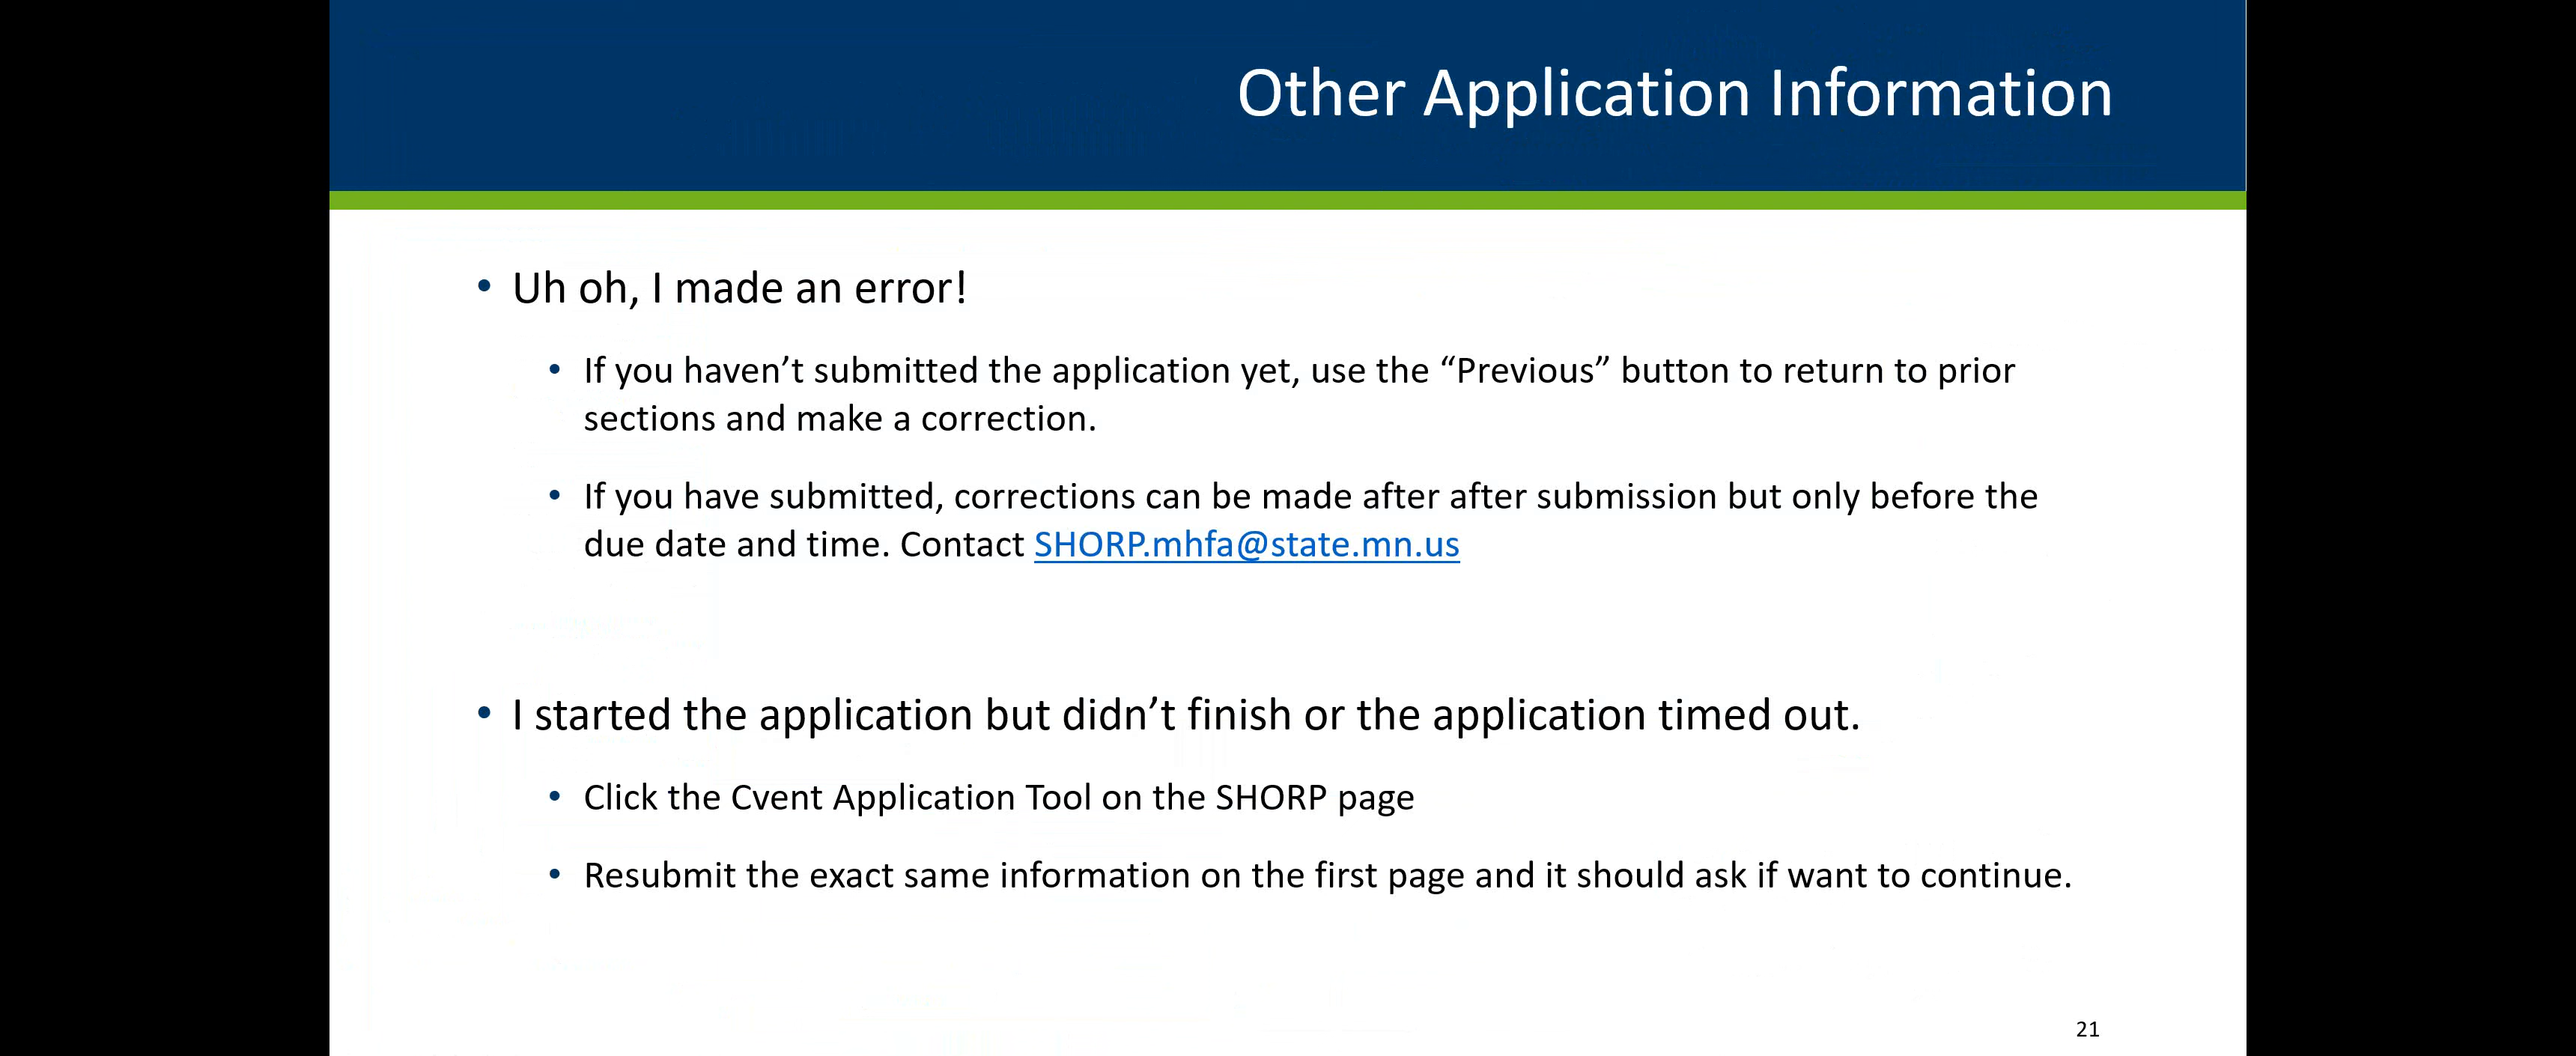 Other Application Information
• Uh oh, I made an error!
• If you haven’t submitted the application yet, use the “Previous” button to return to prior
sections and make a correction.
• If you have submitted, corrections can be made after after submission but only before the
due date and time. Contact SHORP.mhfa@state.mn.us
• I started the application but didn’t finish or the application timed out.
• Click the Cvent Application Tool on the SHORP page
• Resubmit the exact same information on the first page and it should ask if want to continue.
21